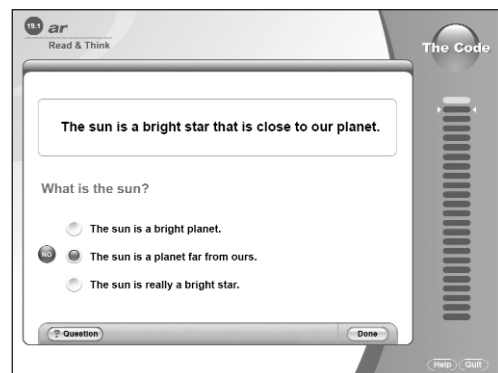 19.1 ar
Read & Think
The Code
The sun is a bright star that is close to our planet.
What is the sun?
The sun is a bright planet.
NO The sun is a planet far from ours.
The sun is really a bright star.
? Question Done
Help Quit